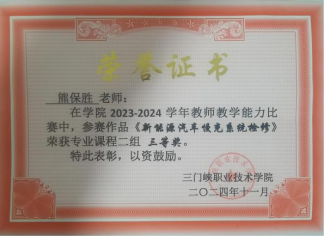 荣誉证书
熊保胜 老师：
在学院 2023-2024 学年教师教学能力比
赛中，参赛作品《新能源汽车慢充系统检修》
荣获专业课程二组 三等奖。
特此表彰，以资鼓励。
三门峡职业技术学院
二〇二四年十一月